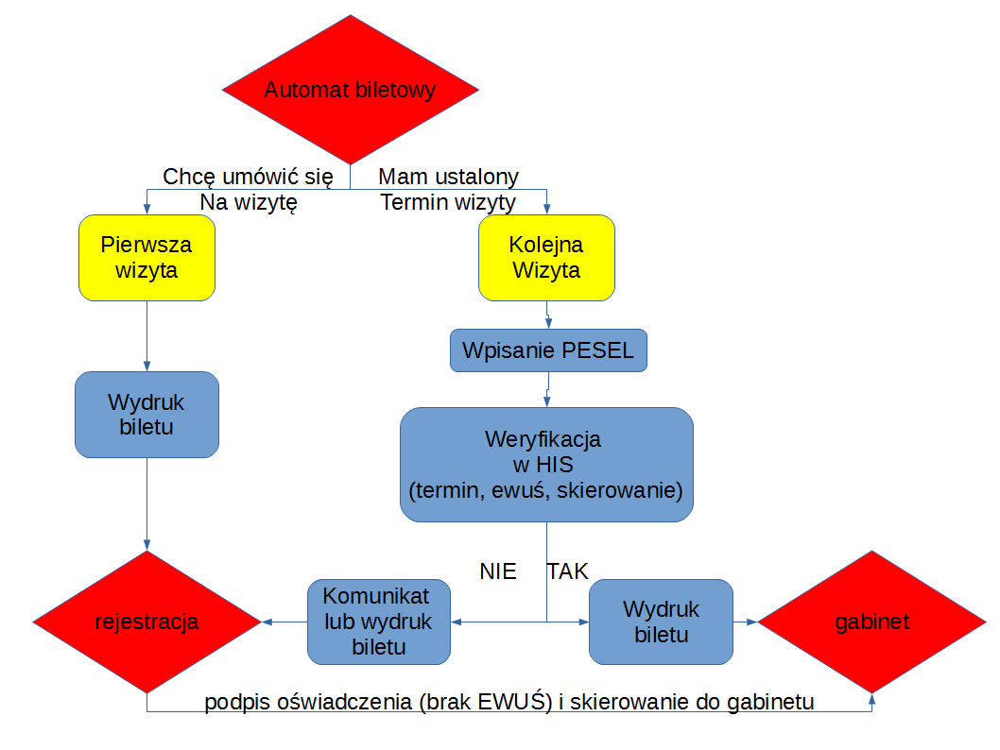 Automat biletowy
Chcę umówić się
Na wizytę
Mam ustalony
Termin wizyty
Pierwsza
wizyta
Kolejna
Wizyta
Wpisanie PESEL
Wydruk
biletu
Weryfikacja
w HIS
(termin, ewuś, skierowanie)
NIE
TAK
rejestracja
Komunikat
lub wydruk
biletu
Wydruk
biletu
gabinet
podpis oświadczenia (brak EWUŚ) i skierowanie do gabinetu